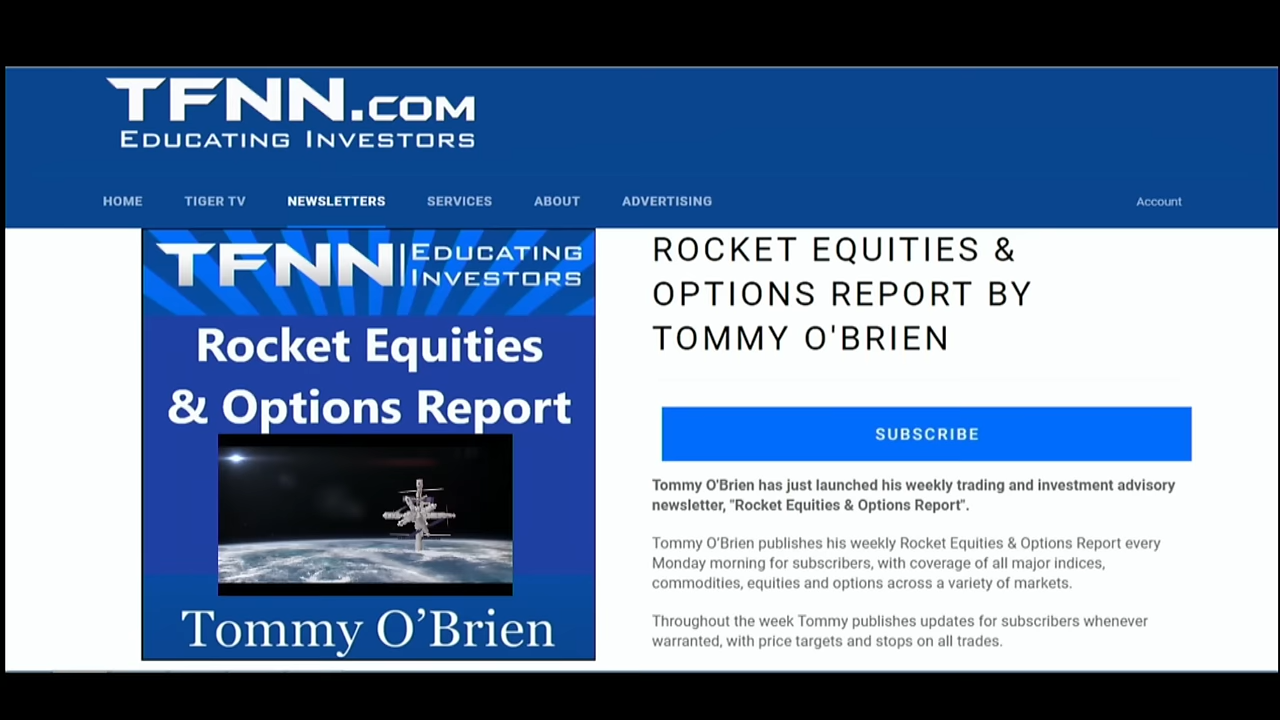 TFNN.COM
EDUCATING INVESTORS
HOME TIGER TV NEWSLETTERS SERVICES ABOUT ADVERTISING Account
TFNN EDUCATING
INVESTORS
Rocket Equities
& Options Report
Tommy O’Brien
ROCKET EQUITIES &
OPTIONS REPORT BY
TOMMY O'BRIEN
SUBSCRIBE
Tommy O'Brien has just launched his weekly trading and investment advisory
newsletter, "Rocket Equities & Options Report".
Tommy O’Brien publishes his weekly Rocket Equities & Options Report every
Monday morning for subscribers, with coverage of all major indices,
commodities, equities and options across a variety of markets.
Throughout the week Tommy publishes updates for subscribers whenever
warranted, with price targets and stops on all trades.